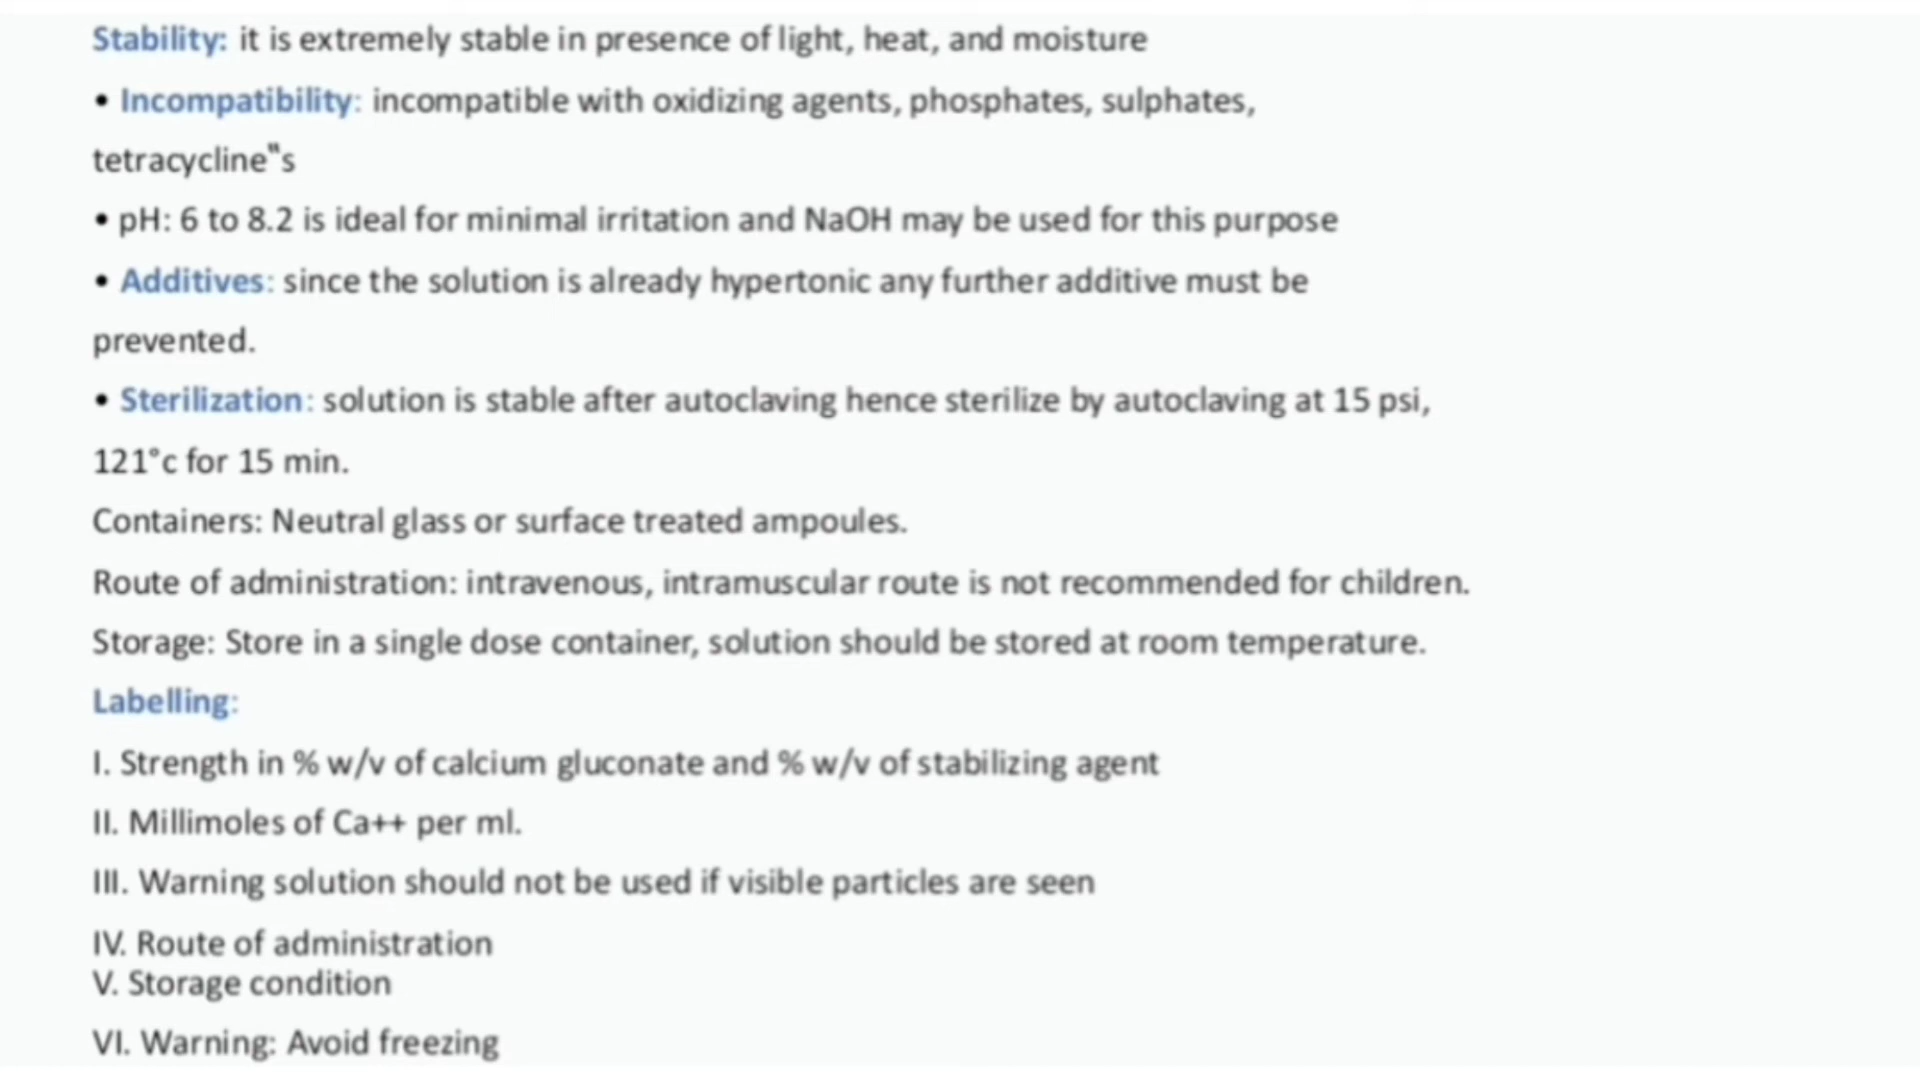 Stability: it is extremely stable in presence of light, heat, and moisture
• Incompatibility: incompatible with oxidizing agents, phosphates, sulphates,
tetracycline‟s
• pH: 6 to 8.2 is ideal for minimal irritation and NaOH may be used for this purpose
• Additives: since the solution is already hypertonic any further additive must be
prevented.
• Sterilization: solution is stable after autoclaving hence sterilize by autoclaving at 15 psi,
121°c for 15 min.
Containers: Neutral glass or surface treated ampoules.
Route of administration: intravenous, intramuscular route is not recommended for children.
Storage: Store in a single dose container, solution should be stored at room temperature.
Labelling:
I. Strength in % w/v of calcium gluconate and % w/v of stabilizing agent
II. Millimoles of Ca++ per ml.
III. Warning solution should not be used if visible particles are seen
IV. Route of administration
V. Storage condition
VI. Warning: Avoid freezing